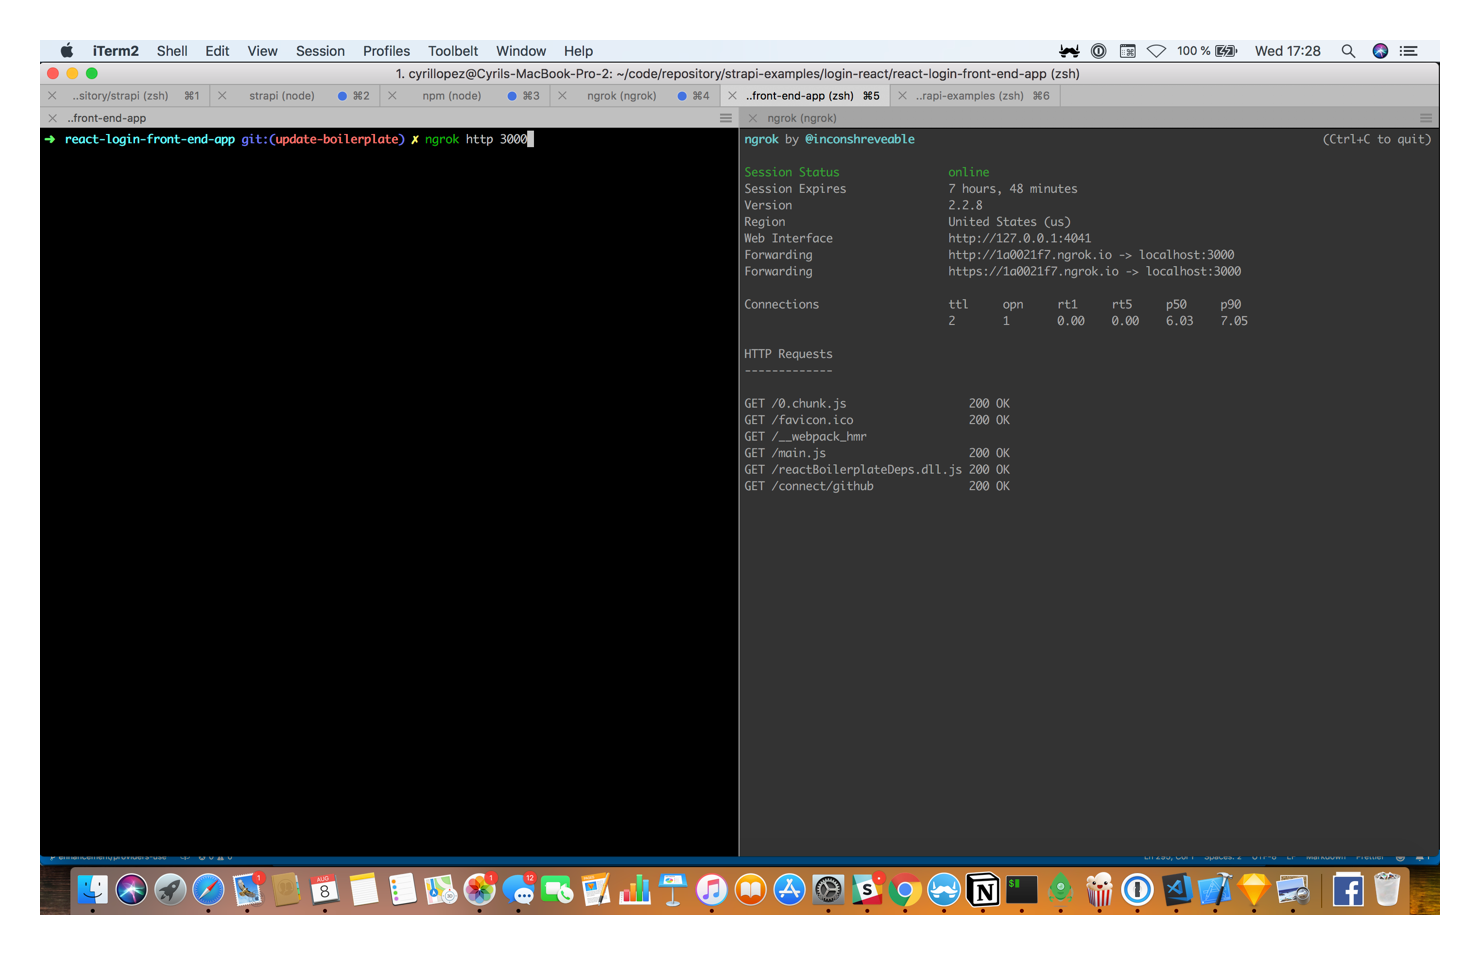 iTerm2 Shell Edit View Session Profiles Toolbelt Window Help 100 % Wed 17:28
1. cyrillopez@Cyrils-MacBook-Pro-2: ~/code/repository/strapi-examples/login-react/react-login-front-end-app (zsh)
..sitory/strapi (zsh) ⌘1 strapi (node) ⌘2 npm (node) ⌘3 ngrok (ngrok) ⌘4 ..front-end-app (zsh) ⌘5 ..rapi-examples (zsh) ⌘6
..front-end-app
➜ react-login-front-end-app git:(update-boilerplate) ✗ ngrok http 3000
ngrok (ngrok)
ngrok by @inconshreveable (Ctrl+C to quit)
Session Status online
Session Expires 7 hours, 48 minutes
Version 2.2.8
Region United States (us)
Web Interface http://127.0.0.1:4041
Forwarding http://1a0021f7.ngrok.io -> localhost:3000
Forwarding https://1a0021f7.ngrok.io -> localhost:3000
Connections ttl opn rt1 rt5 p50 p90
2 1 0.00 0.00 6.03 7.05
HTTP Requests
-------------
GET /0.chunk.js 200 OK
GET /favicon.ico 200 OK
GET /__webpack_hmr
GET /main.js 200 OK
GET /reactBoilerplateDeps.dll.js 200 OK
GET /connect/github 200 OK
1 AUG 8 1 12